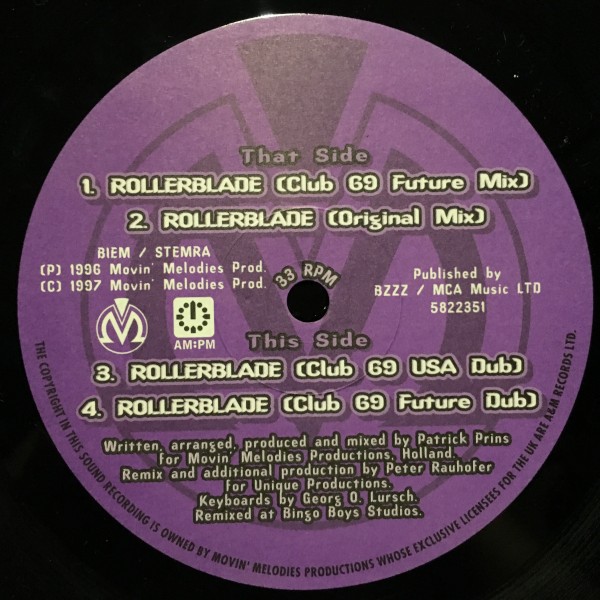 That Side
1. ROLLERBLADE (Club 69 Future Mix)
2. ROLLERBLADE (Original Mix)
BIEM / STEMRA
(P) 1996 Movin' Melodies Prod.
(C) 1997 Movin' Melodies Prod.
33 RPM
Published by
BZZZ / MCA Music LTD
5822351
M
AM:PM
This Side
3. ROLLERBLADE (Club 69 USA Dub)
4. ROLLERBLADE (Club 69 Future Dub)
Written, arranged, produced and mixed by Patrick Prins
for Movin' Melodies Productions, Holland.
Remix and additional production by Peter Rauhofer
for Unique Productions.
Keyboards by Georg O. Lursch.
Remixed at Bingo Boys Studios.
THE COPYRIGHT IN THIS SOUND RECORDING IS OWNED BY MOVIN' MELODIES PRODUCTIONS WHOSE EXCLUSIVE LICENSEES FOR THE UK ARE A&M RECORDS LTD.